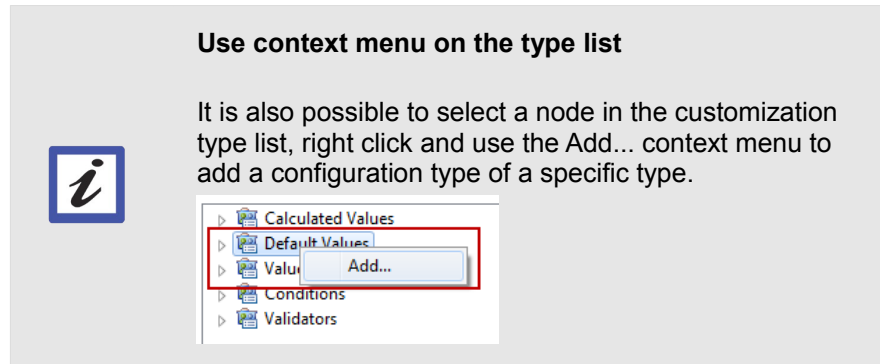 Use context menu on the type list
It is also possible to select a node in the customization
type list, right click and use the Add... context menu to
add a configuration type of a specific type.
i
Calculated Values
Default Values
Add...
Conditions
Validators